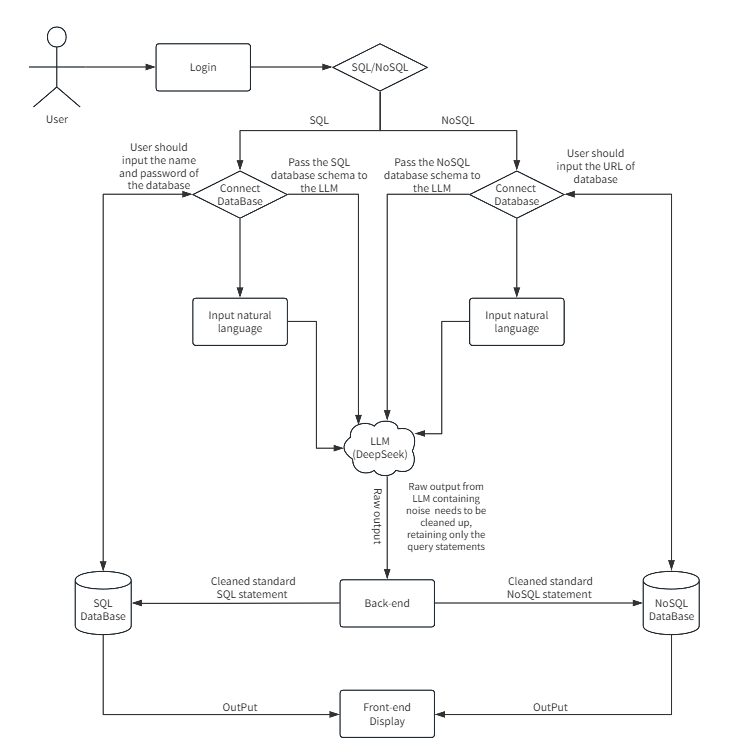 User
Login
SQL/NoSQL
SQL
NoSQL
User should
input the name
and password of
the database
Connect
DataBase
Pass the SQL
database schema to
the LLM
Pass the NoSQL
database schema to
the LLM
Connect
Database
User should
input the URL of
database
Input natural
language
Input natural
language
LLM
(DeepSeek)
Raw output
Raw output from
LLM containing
noise needs to be
cleaned up,
retaining only the
query statements
SQL
DataBase
Cleaned standard
SQL statement
Back-end
Cleaned standard
NoSQL statement
NoSQL
DataBase
OutPut
Front-end
Display
OutPut